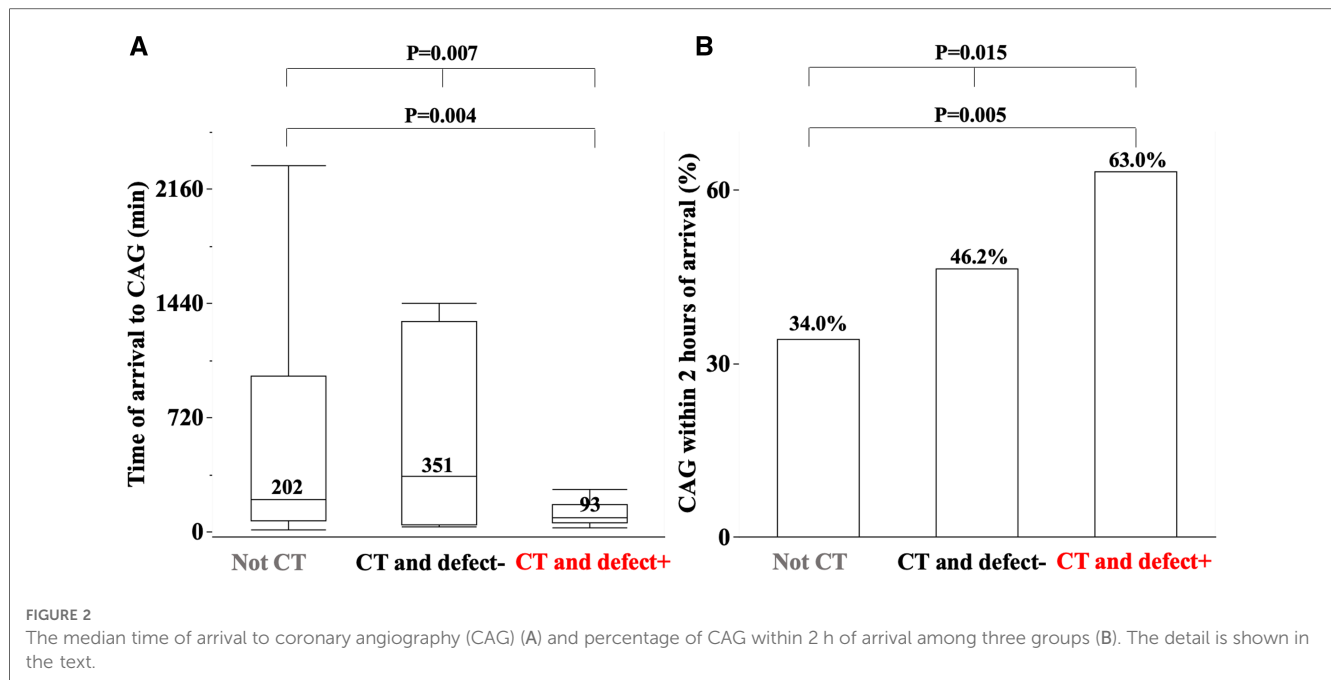 A
P=0.007
P=0.004
Time of arrival to CAG (min)
2160
1440
720
0
202
351
93
Not CT
CT and defect-
CT and defect+
B
P=0.015
P=0.005
CAG within 2 hours of arrival (%)
60
30
0
34.0%
46.2%
63.0%
Not CT
CT and defect-
CT and defect+
FIGURE 2
The median time of arrival to coronary angiography (CAG) (A) and percentage of CAG within 2 h of arrival among three groups (B). The detail is shown in
the text.